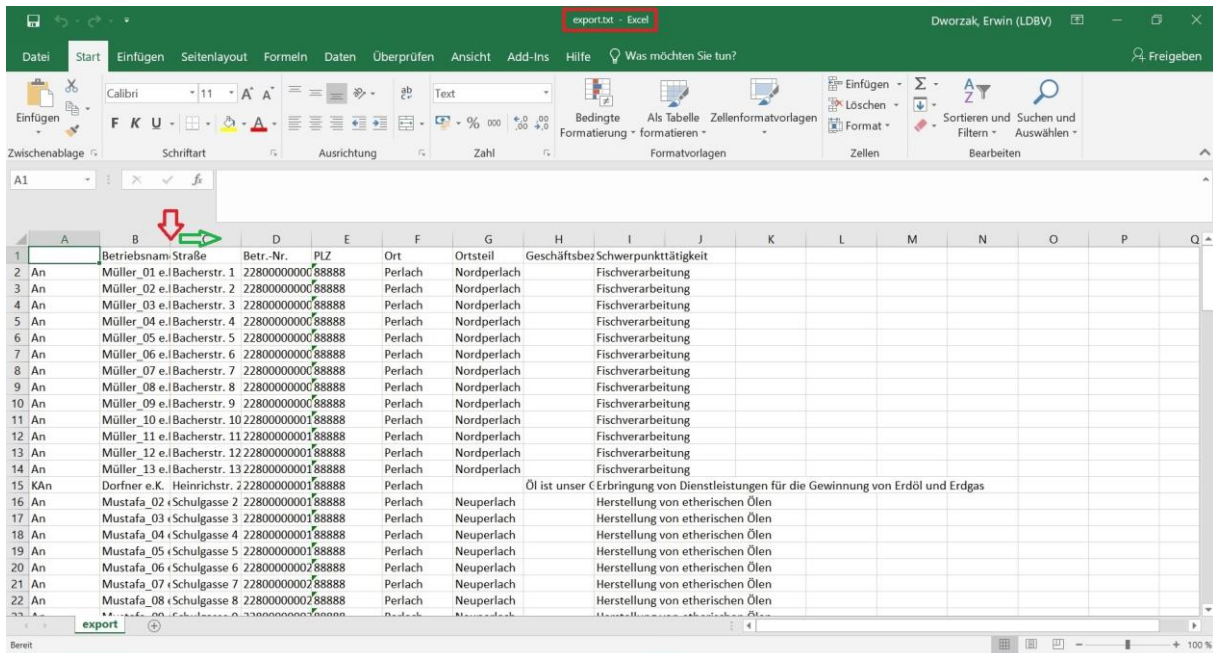 export.txt - Excel
Dworzak, Erwin (LDBV)
Datei Start Einfügen Seitenlayout Formeln Daten Überprüfen Ansicht Add-Ins Hilfe Was möchten Sie tun? Freigeben
Einfügen
Calibri 11
Text
F K U
% 000
Bedingte Formatierung
Als Tabelle formatieren
Zellenformatvorlagen
Einfügen
Löschen
Format
Sortieren und Filtern
Suchen und Auswählen
Zwischenablage Schriftart Ausrichtung Zahl Formatvorlagen Zellen Bearbeiten
A1 fx
A B C D E F G H I J K L M N O P Q
1 Betriebsnam Straße Betr.-Nr. PLZ Ort Ortsteil Geschäftsbez Schwerpunkttätigkeit
2 An Müller_01 e.I Bacherstr. 1 22800000000 88888 Perlach Nordperlach Fischverarbeitung
3 An Müller_02 e.I Bacherstr. 2 22800000000 88888 Perlach Nordperlach Fischverarbeitung
4 An Müller_03 e.I Bacherstr. 3 22800000000 88888 Perlach Nordperlach Fischverarbeitung
5 An Müller_04 e.I Bacherstr. 4 22800000000 88888 Perlach Nordperlach Fischverarbeitung
6 An Müller_05 e.I Bacherstr. 5 22800000000 88888 Perlach Nordperlach Fischverarbeitung
7 An Müller_06 e.I Bacherstr. 6 22800000000 88888 Perlach Nordperlach Fischverarbeitung
8 An Müller_07 e.I Bacherstr. 7 22800000000 88888 Perlach Nordperlach Fischverarbeitung
9 An Müller_08 e.I Bacherstr. 8 22800000000 88888 Perlach Nordperlach Fischverarbeitung
10 An Müller_09 e.I Bacherstr. 9 22800000000 88888 Perlach Nordperlach Fischverarbeitung
11 An Müller_10 e.I Bacherstr. 10 22800000001 88888 Perlach Nordperlach Fischverarbeitung
12 An Müller_11 e.I Bacherstr. 11 22800000001 88888 Perlach Nordperlach Fischverarbeitung
13 An Müller_12 e.I Bacherstr. 12 22800000001 88888 Perlach Nordperlach Fischverarbeitung
14 An Müller_13 e.I Bacherstr. 13 22800000001 88888 Perlach Nordperlach Fischverarbeitung
15 KAn Dorfner e.K. Heinrichstr. 2 22800000001 88888 Perlach Öl ist unser Erbringung von Dienstleistungen für die Gewinnung von Erdöl und Erdgas
16 An Mustafa_02 Schulgasse 2 22800000001 88888 Perlach Neuperlach Herstellung von etherischen Ölen
17 An Mustafa_03 Schulgasse 3 22800000001 88888 Perlach Neuperlach Herstellung von etherischen Ölen
18 An Mustafa_04 Schulgasse 4 22800000001 88888 Perlach Neuperlach Herstellung von etherischen Ölen
19 An Mustafa_05 Schulgasse 5 22800000001 88888 Perlach Neuperlach Herstellung von etherischen Ölen
20 An Mustafa_06 Schulgasse 6 22800000002 88888 Perlach Neuperlach Herstellung von etherischen Ölen
21 An Mustafa_07 Schulgasse 7 22800000002 88888 Perlach Neuperlach Herstellung von etherischen Ölen
22 An Mustafa_08 Schulgasse 8 22800000002 88888 Perlach Neuperlach Herstellung von etherischen Ölen
export
Bereit
100 %